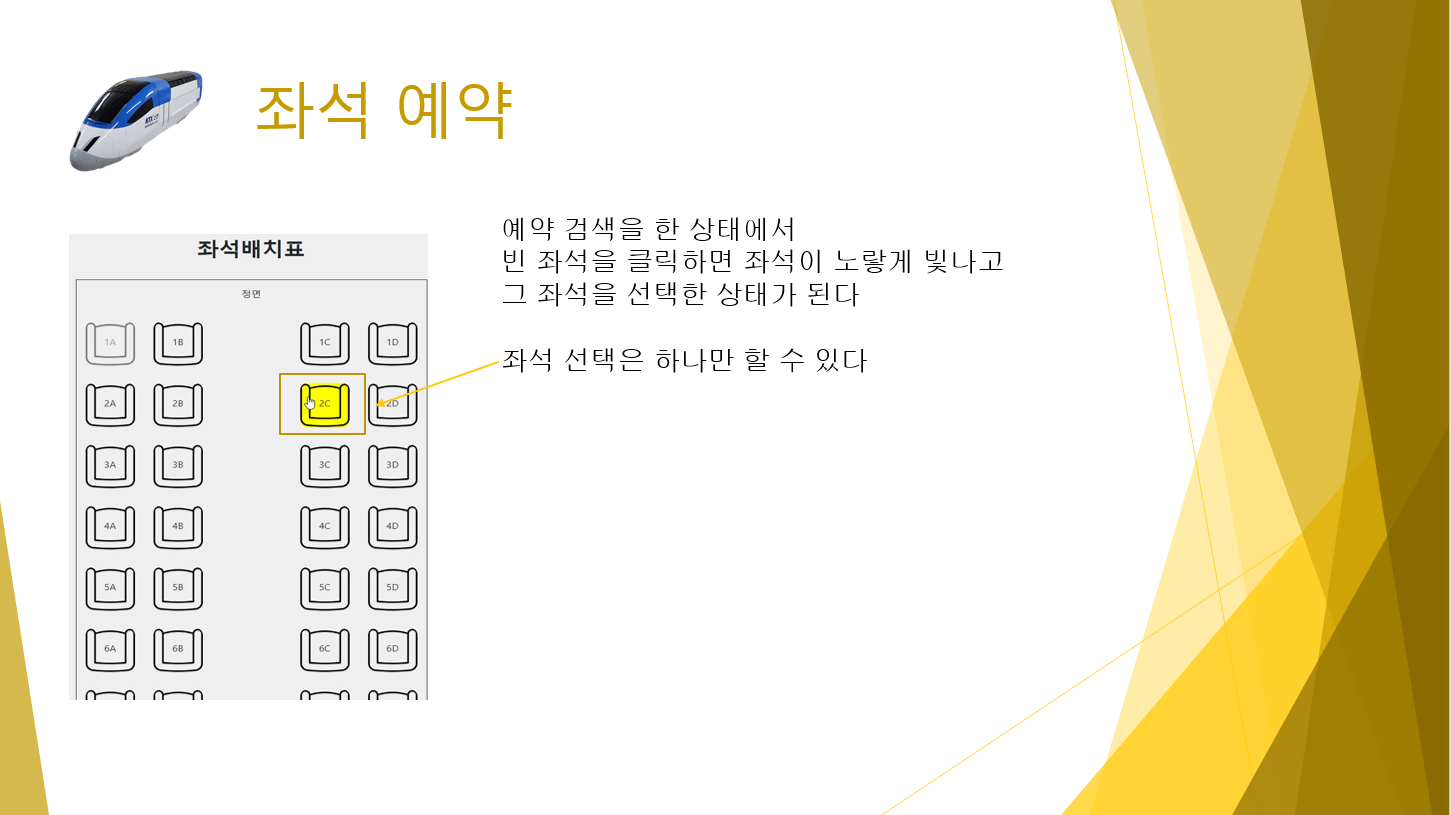 좌석 예약
예약 검색을 한 상태에서
빈 좌석을 클릭하면 좌석이 노랗게 빛나고
그 좌석을 선택한 상태가 된다
좌석 선택은 하나만 할 수 있다
좌석배치표
정면
1A 1B 1C 1D
2A 2B 2C 2D
3A 3B 3C 3D
4A 4B 4C 4D
5A 5B 5C 5D
6A 6B 6C 6D